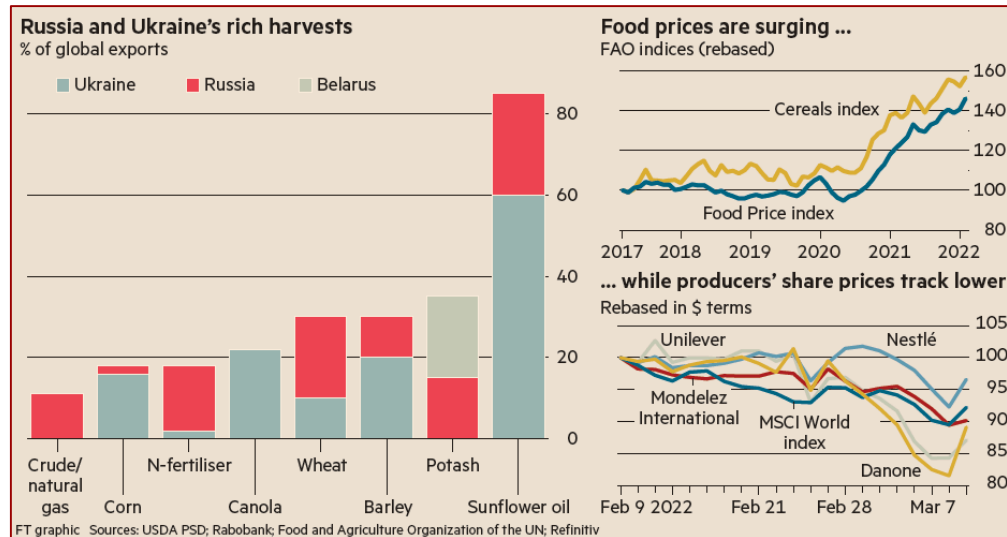 Russia and Ukraine's rich harvests
% of global exports
Ukraine
Russia
Belarus
80
60
40
20
0
Crude/
natural
gas
Corn
N-fertiliser
Canola
Wheat
Barley
Potash
Sunflower oil
Food prices are surging ...
FAO indices (rebased)
160
Cereals index
140
120
100
Food Price index
80
2017 2018 2019 2020 2021 2022
... while producers' share prices track lower
Rebased in $ terms
105
Unilever
Nestlé
100
95
Mondelez
International
MSCI World
index
90
85
Danone
80
Feb 9 2022 Feb 21 Feb 28 Mar 7
FT graphic Sources: USDA PSD; Rabobank; Food and Agriculture Organization of the UN; Refinitiv